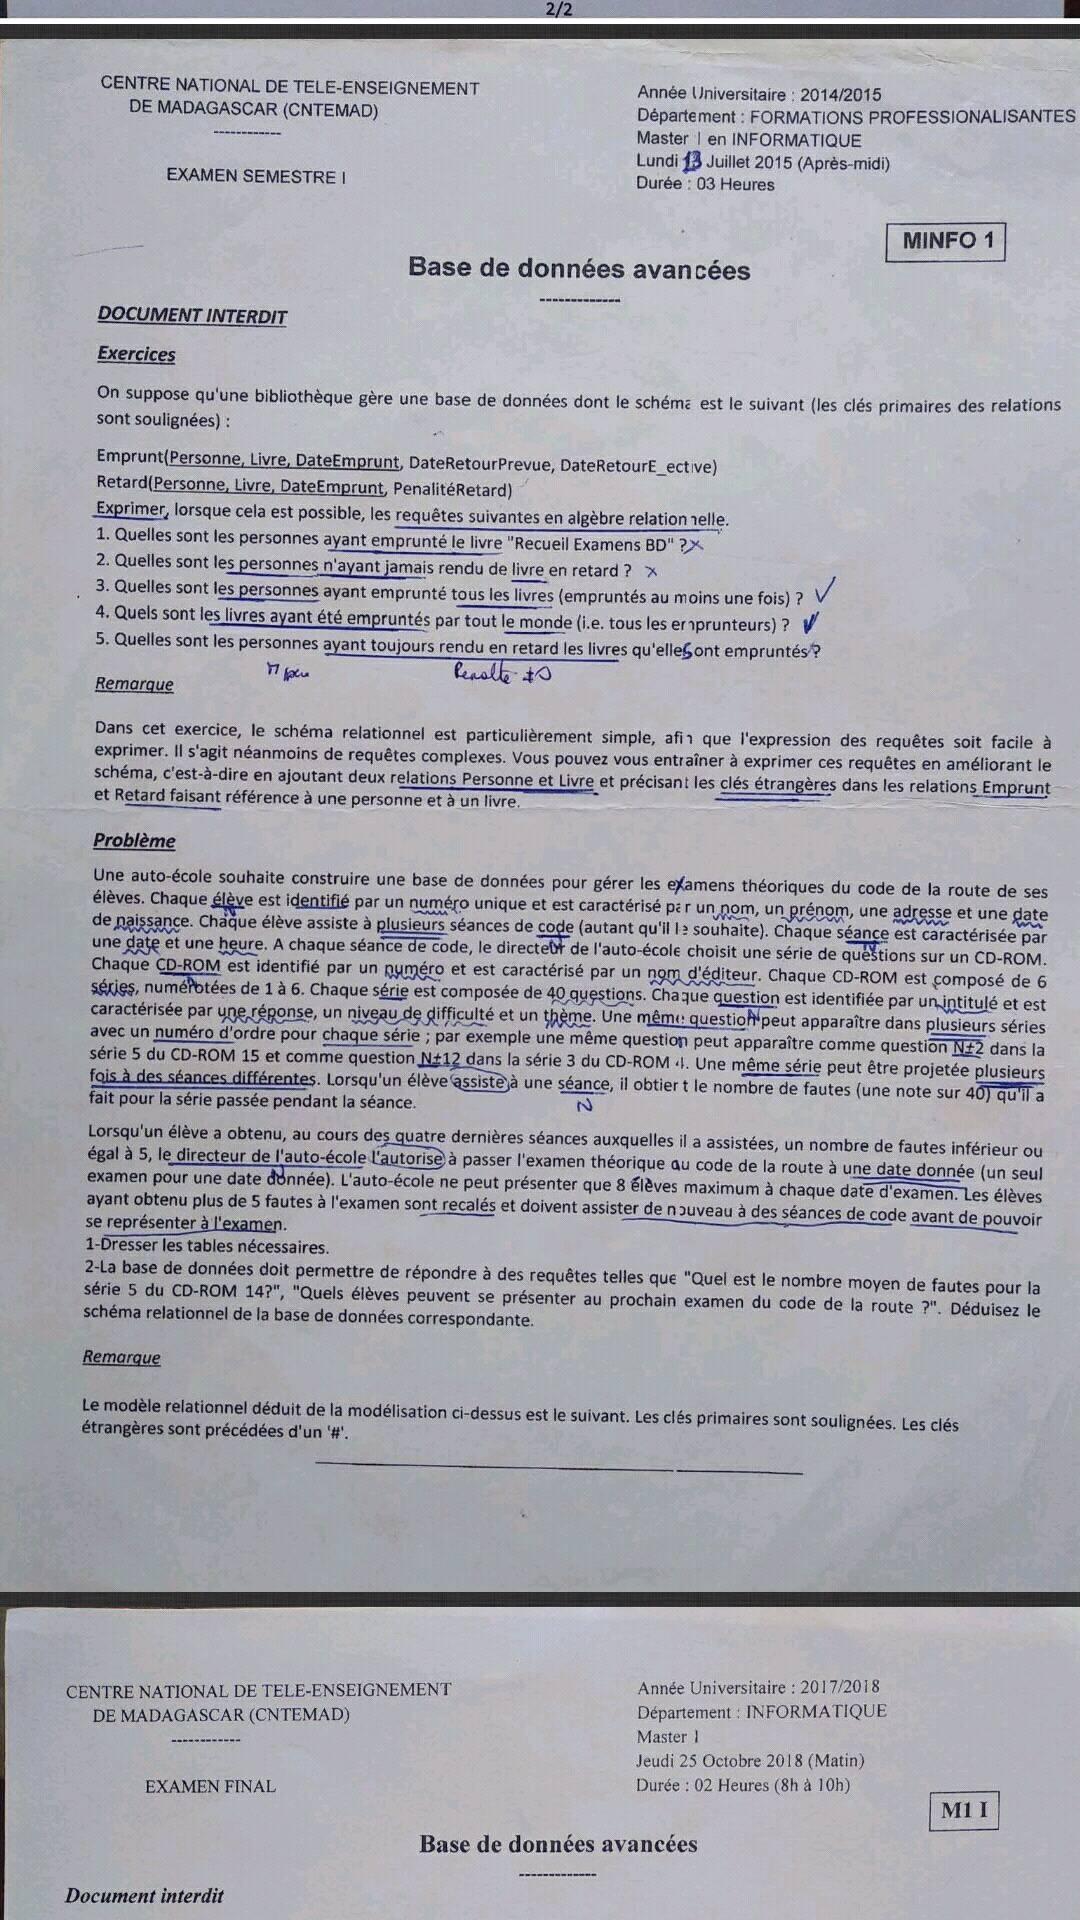 2/2
CENTRE NATIONAL DE TELE-ENSEIGNEMENT
DE MADAGASCAR (CNTEMAD)
------------
EXAMEN SEMESTRE I
Année Universitaire : 2014/2015
Département : FORMATIONS PROFESSIONALISANTES
Master I en INFORMATIQUE
Lundi 13 Juillet 2015 (Après-midi)
Durée : 03 Heures
MINFO 1
Base de données avancées
-------------
DOCUMENT INTERDIT
Exercices
On suppose qu'une bibliothèque gère une base de données dont le schéma est le suivant (les clés primaires des relations
sont soulignées) :
Emprunt(Personne, Livre, DateEmprunt, DateRetourPrevue, DateRetourE_ective)
Retard(Personne, Livre, DateEmprunt, PenalitéRetard)
Exprimer, lorsque cela est possible, les requêtes suivantes en algèbre relationnelle.
1. Quelles sont les personnes ayant emprunté le livre "Recueil Examens BD" ? x
2. Quelles sont les personnes n'ayant jamais rendu de livre en retard ? x
3. Quelles sont les personnes ayant emprunté tous les livres (empruntés au moins une fois) ? ✓
4. Quels sont les livres ayant été empruntés par tout le monde (i.e. tous les emprunteurs) ? ✓
5. Quelles sont les personnes ayant toujours rendu en retard les livres qu'elles ont empruntés ?
Remarque
Dans cet exercice, le schéma relationnel est particulièrement simple, afin que l'expression des requêtes soit facile à
exprimer. Il s'agit néanmoins de requêtes complexes. Vous pouvez vous entraîner à exprimer ces requêtes en améliorant le
schéma, c'est-à-dire en ajoutant deux relations Personne et Livre et précisant les clés étrangères dans les relations Emprunt
et Retard faisant référence à une personne et à un livre.
Problème
Une auto-école souhaite construire une base de données pour gérer les examens théoriques du code de la route de ses
élèves. Chaque élève est identifié par un numéro unique et est caractérisé par un nom, un prénom, une adresse et une date
de naissance. Chaque élève assiste à plusieurs séances de code (autant qu'il le souhaite). Chaque séance est caractérisée par
une date et une heure. A chaque séance de code, le directeur de l'auto-école choisit une série de questions sur un CD-ROM.
Chaque CD-ROM est identifié par un numéro et est caractérisé par un nom d'éditeur. Chaque CD-ROM est composé de 6
séries, numérotées de 1 à 6. Chaque série est composée de 40 questions. Chaque question est identifiée par un intitulé et est
caractérisée par une réponse, un niveau de difficulté et un thème. Une même question peut apparaître dans plusieurs séries
avec un numéro d'ordre pour chaque série ; par exemple une même question peut apparaître comme question N±2 dans la
série 5 du CD-ROM 15 et comme question N±12 dans la série 3 du CD-ROM 4. Une même série peut être projetée plusieurs
fois à des séances différentes. Lorsqu'un élève assiste à une séance, il obtient le nombre de fautes (une note sur 40) qu'il a
fait pour la série passée pendant la séance.
N
Lorsqu'un élève a obtenu, au cours des quatre dernières séances auxquelles il a assistées, un nombre de fautes inférieur ou
égal à 5, le directeur de l'auto-école l'autorise à passer l'examen théorique au code de la route à une date donnée (un seul
examen pour une date donnée). L'auto-école ne peut présenter que 8 élèves maximum à chaque date d'examen. Les élèves
ayant obtenu plus de 5 fautes à l'examen sont recalés et doivent assister de nouveau à des séances de code avant de pouvoir
se représenter à l'examen.
1-Dresser les tables nécessaires.
2-La base de données doit permettre de répondre à des requêtes telles que "Quel est le nombre moyen de fautes pour la
série 5 du CD-ROM 14?", "Quels élèves peuvent se présenter au prochain examen du code de la route ?". Déduisez le
schéma relationnel de la base de données correspondante.
Remarque
Le modèle relationnel déduit de la modélisation ci-dessus est le suivant. Les clés primaires sont soulignées. Les clés
étrangères sont précédées d'un '#'.
CENTRE NATIONAL DE TELE-ENSEIGNEMENT
DE MADAGASCAR (CNTEMAD)
------------
EXAMEN FINAL
Année Universitaire : 2017/2018
Département : INFORMATIQUE
Master 1
Jeudi 25 Octobre 2018 (Matin)
Durée : 02 Heures (8h à 10h)
M1 I
Base de données avancées
-------------
Document interdit